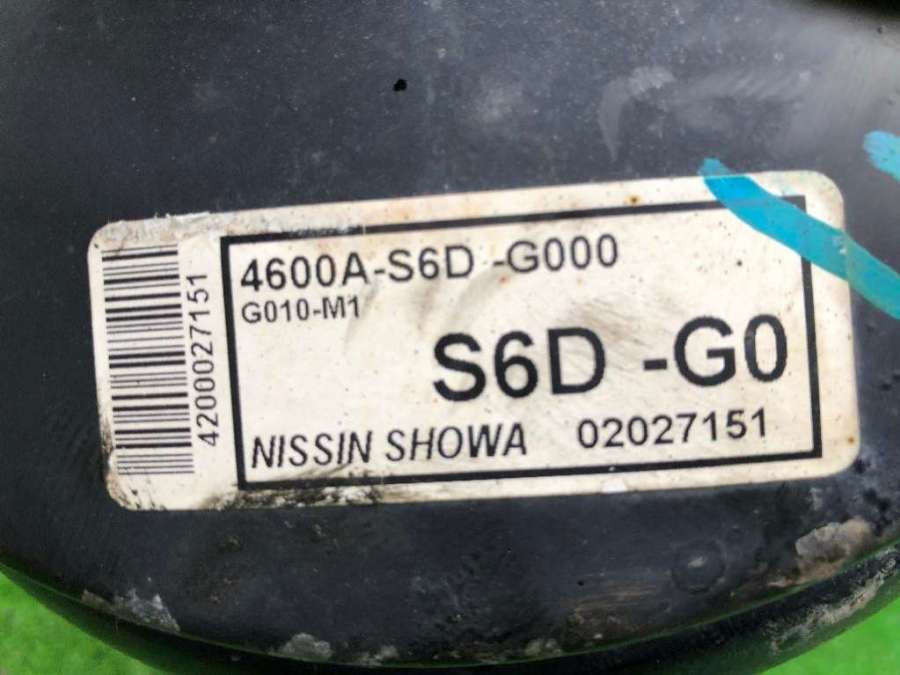 4200027151
4600A-S6D -G000
G010-M1
S6D -G0
NISSIN SHOWA 02027151